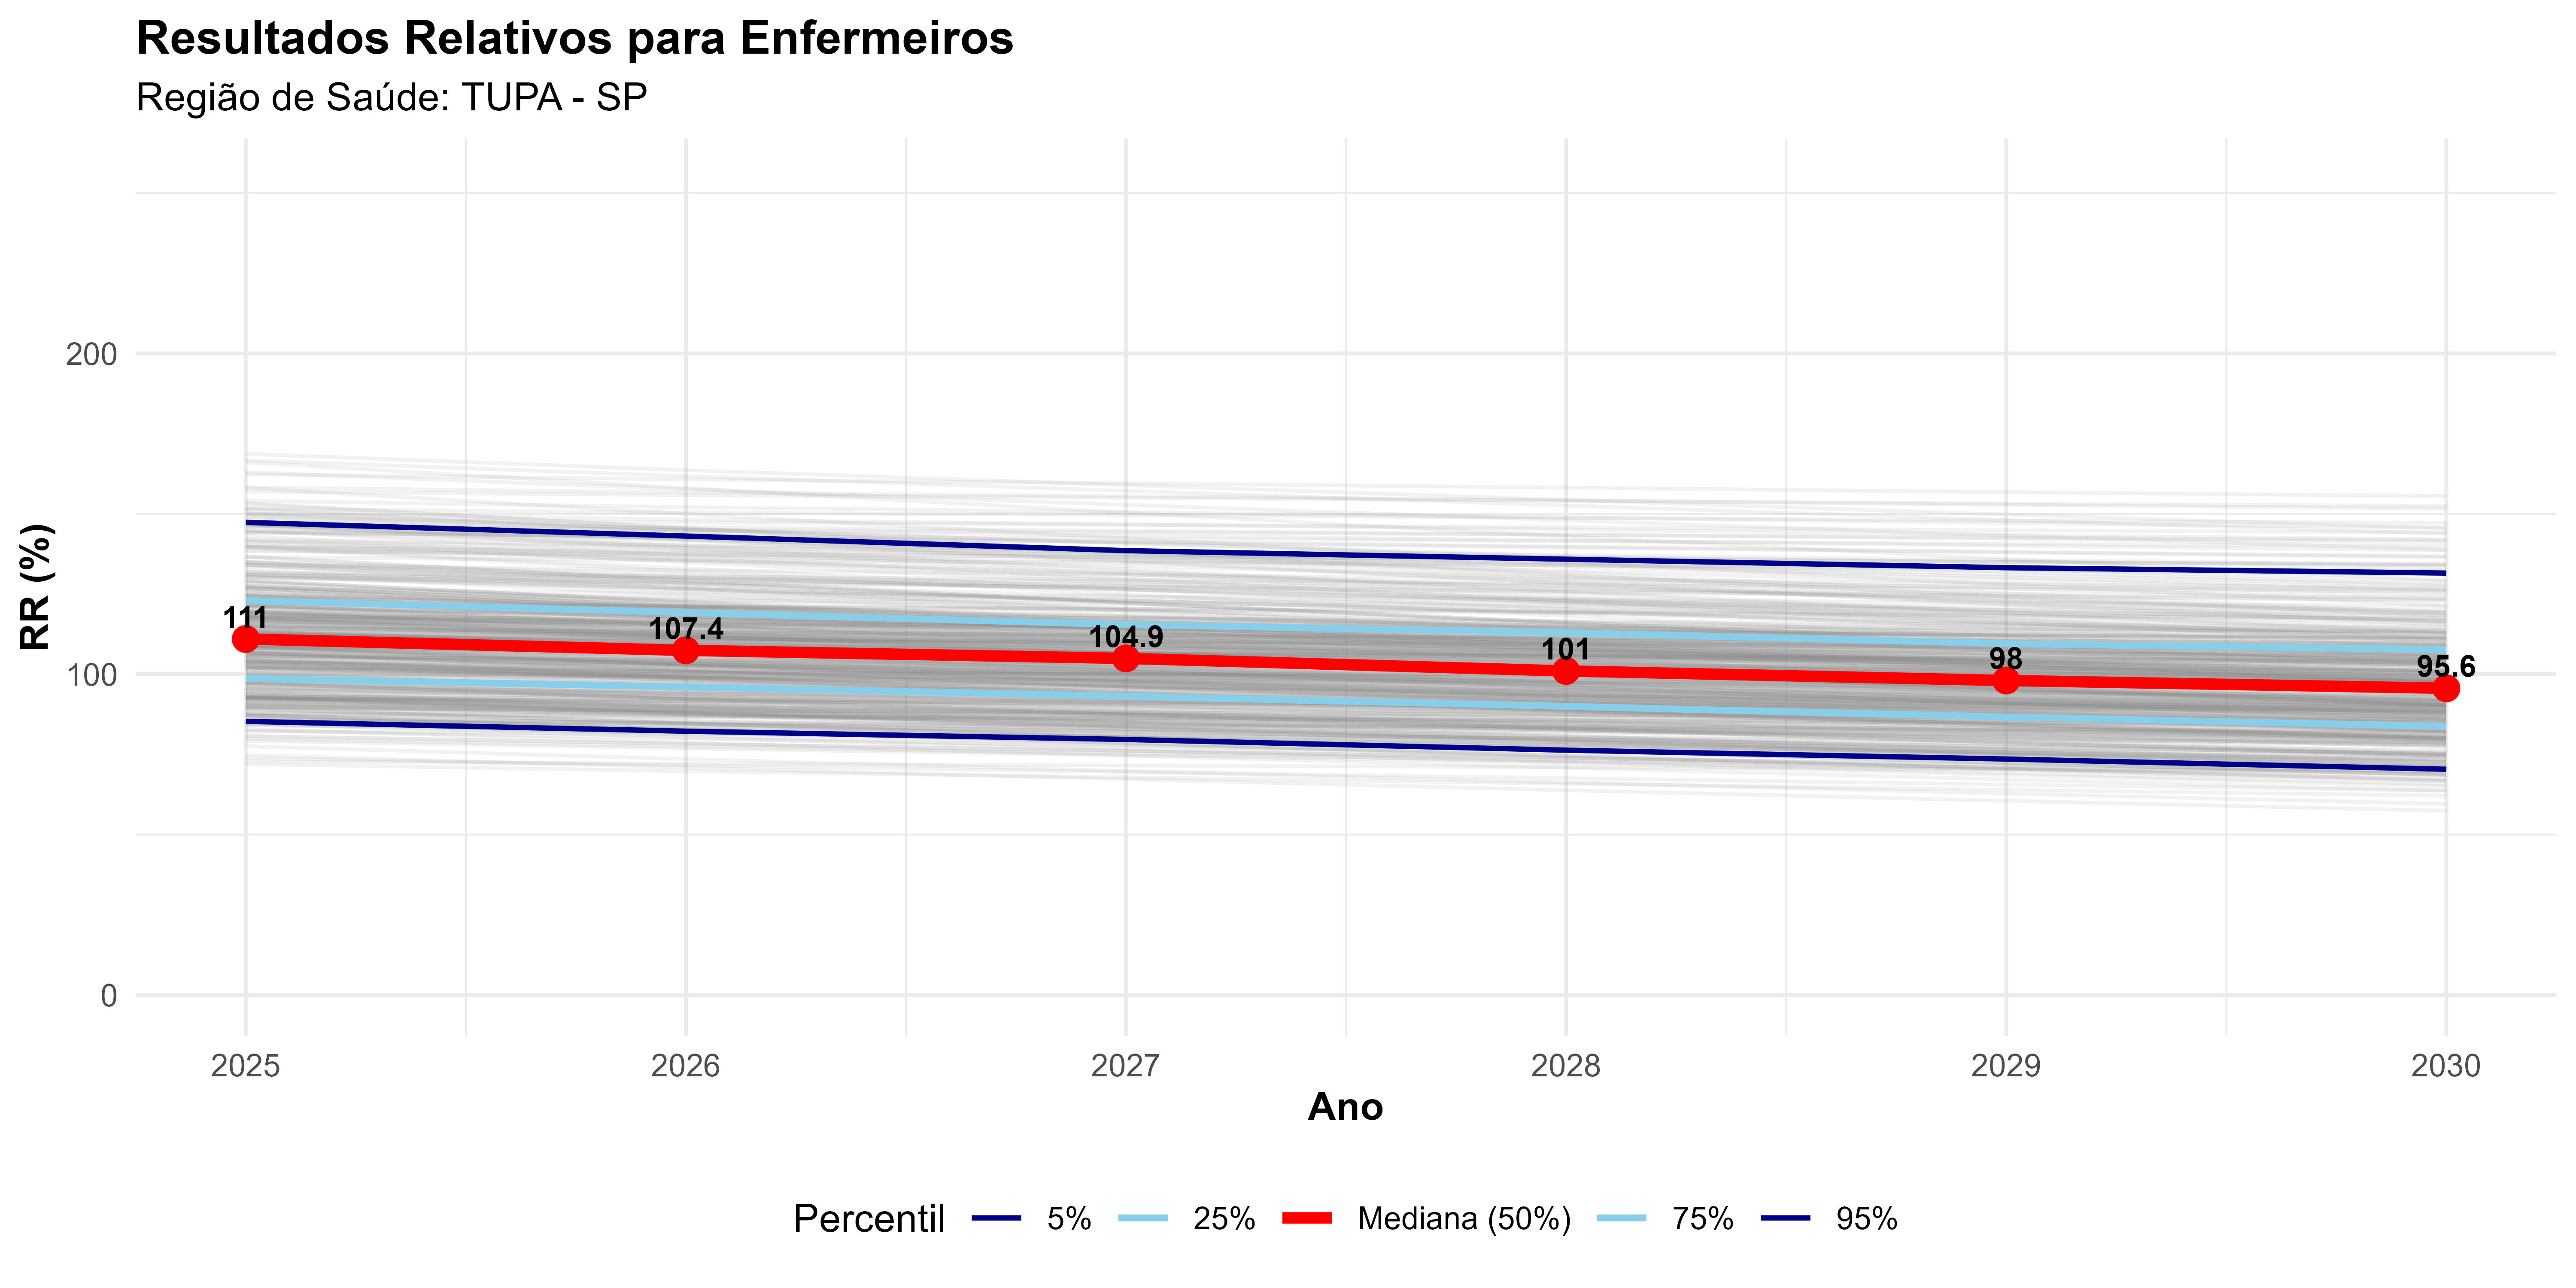 Resultados Relativos para Enfermeiros
Região de Saúde: TUPA - SP
RR (%)
200
100
0
111
107.4
104.9
101
98
95.6
2025 2026 2027 2028 2029 2030
Ano
Percentil 5% 25% Mediana (50%) 75% 95%